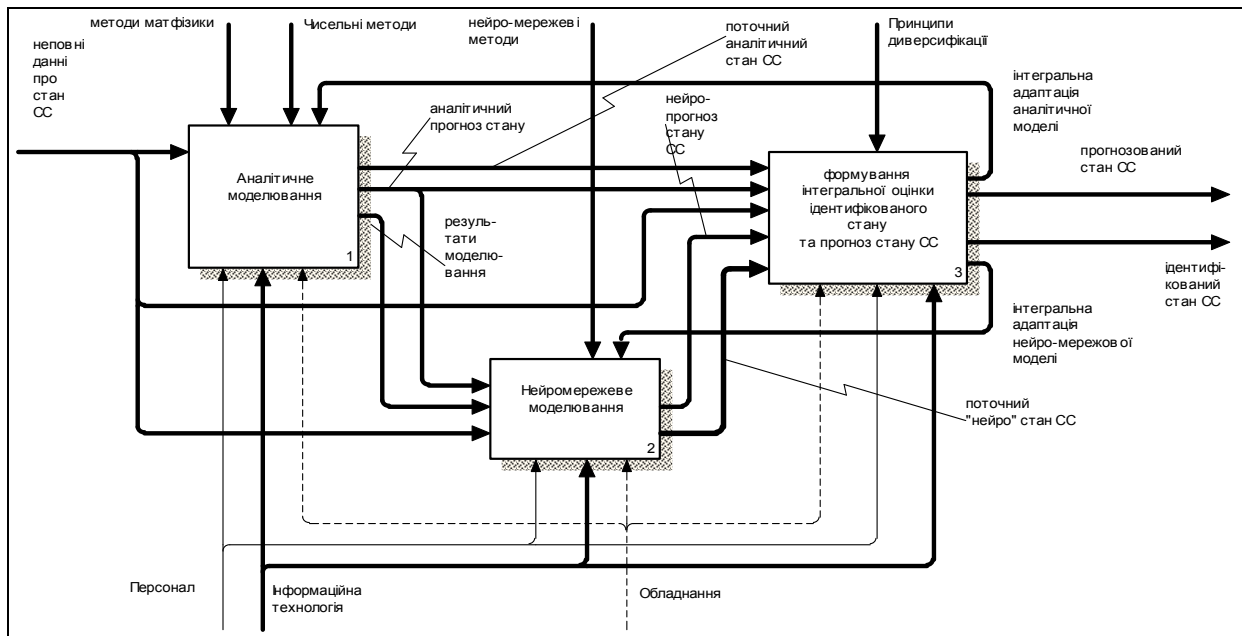 методи матфізики
Чисельні методи
нейро-мережеві
методи
поточний
аналітичний
стан СС
Принципи
диверсифікації
неповні
данні
про
стан
СС
аналітичний
прогноз стану
нейро-
прогноз
стану
СС
інтегральна
адаптація
аналітичної
моделі
Аналітичне
моделювання
1
формування
інтегральної оцінки
ідентифікованого
стану
та прогноз стану СС
3
прогнозований
стан СС
резуль-
тати
моделю-
вання
ідентифі-
кований
стан СС
інтегральна
адаптація
нейро-мережової
моделі
Нейромережеве
моделювання
2
поточний
"нейро" стан СС
Персонал
Інформаційна
технологія
Обладнання